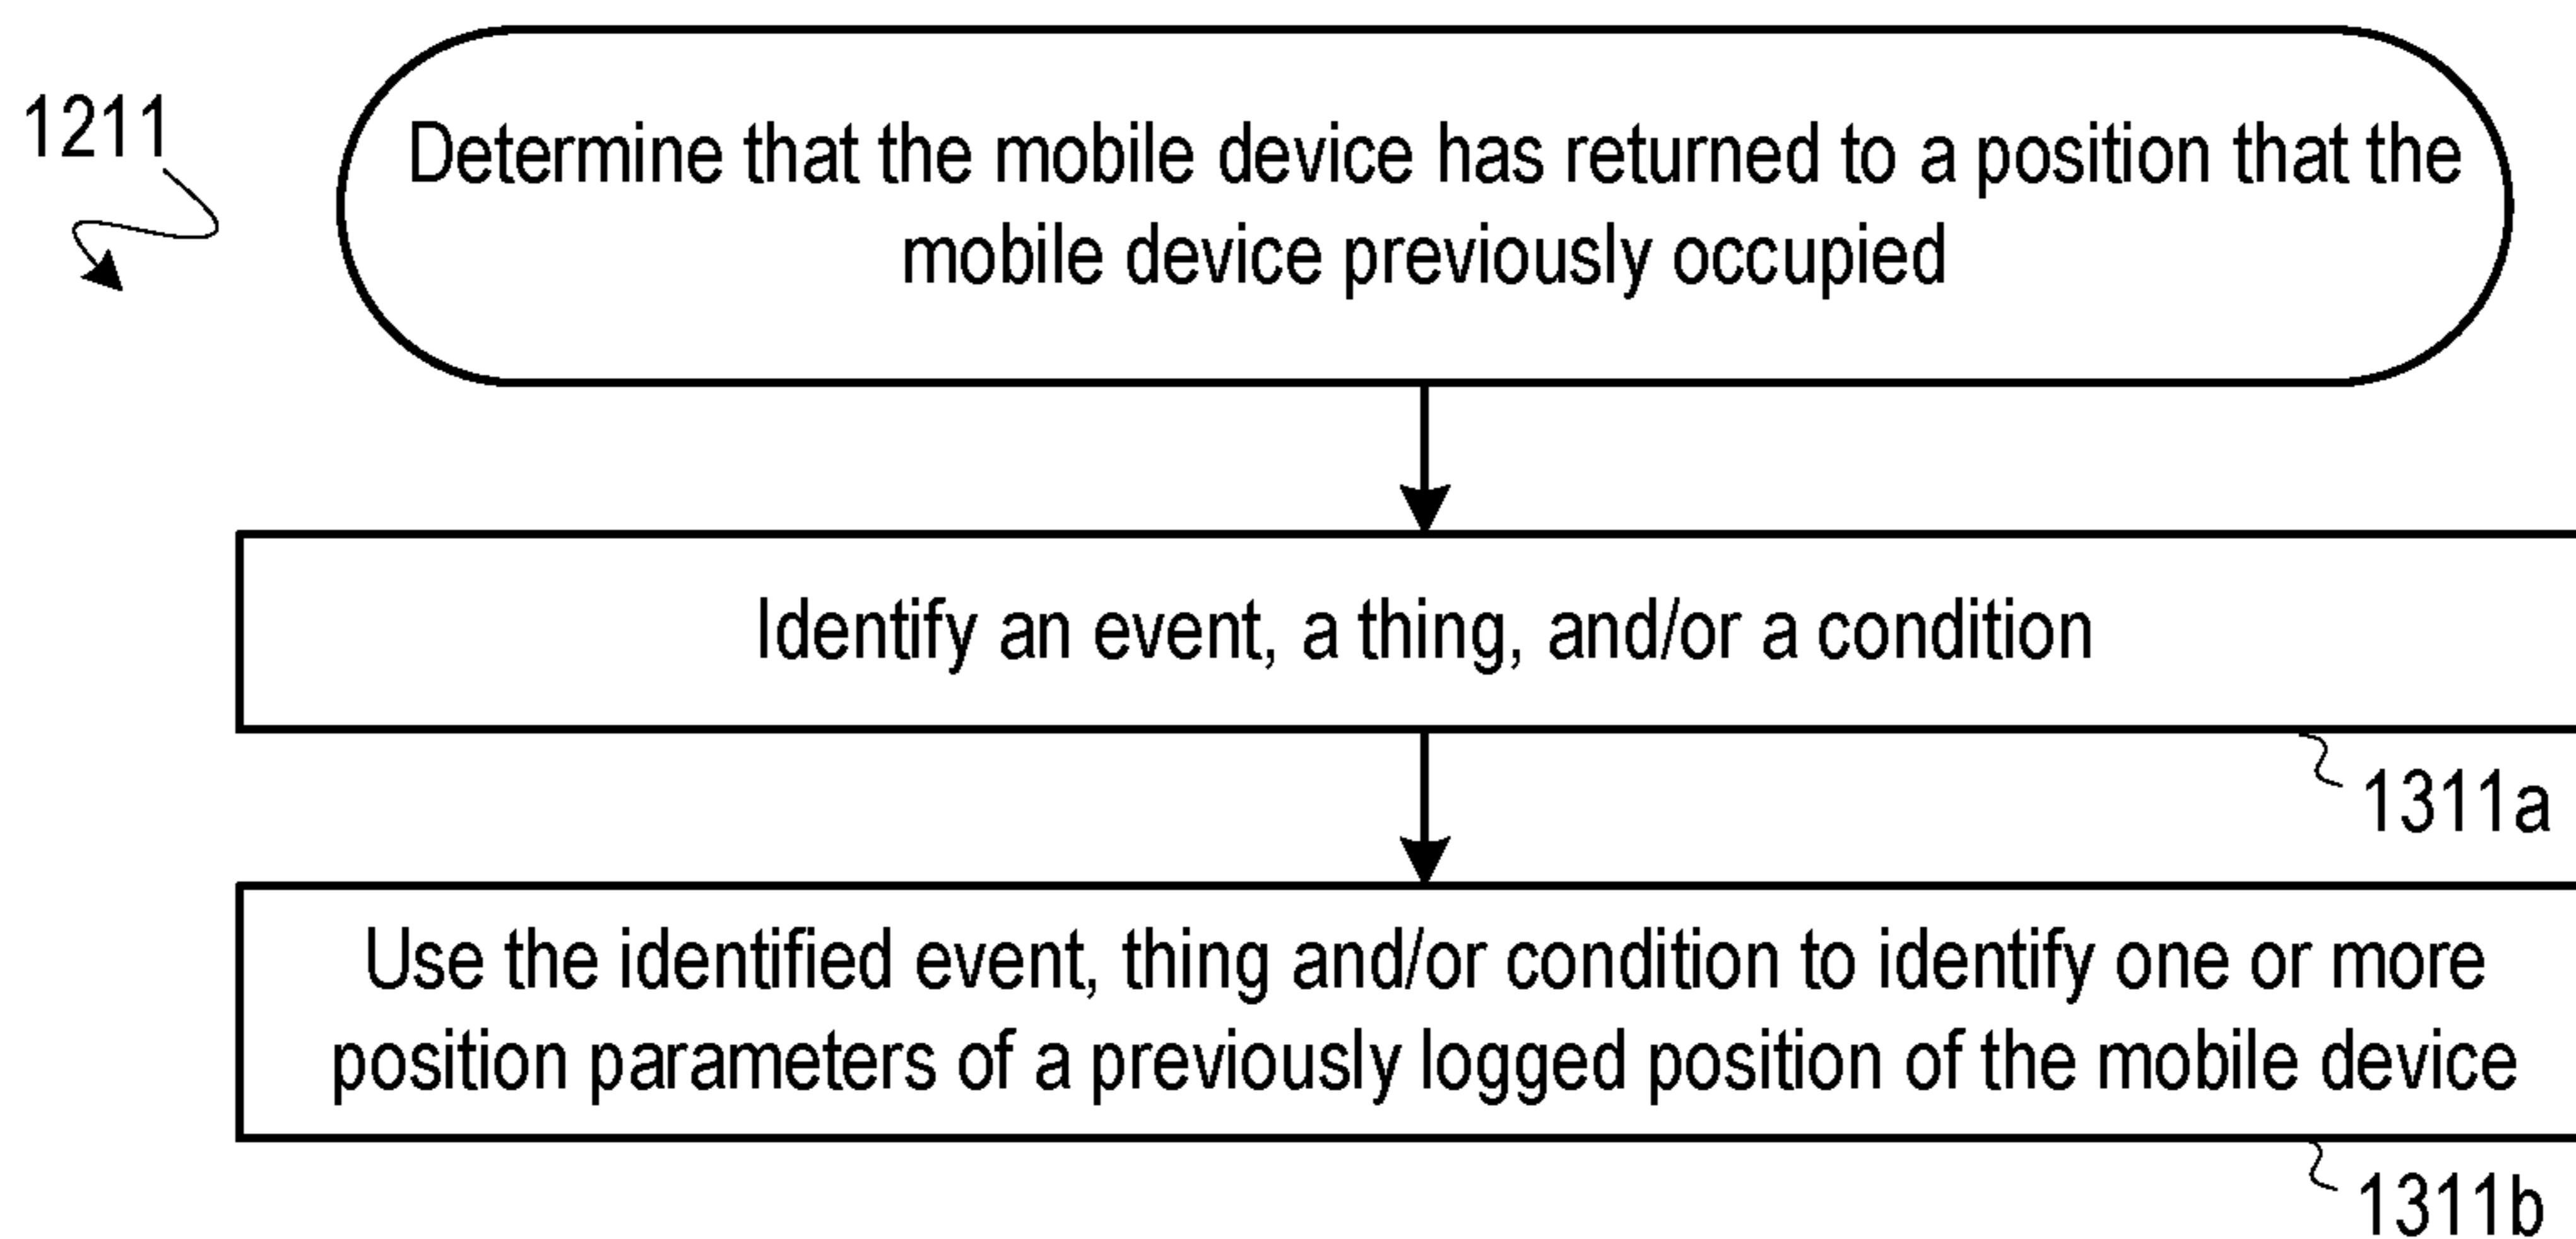 1211
Determine that the mobile device has returned to a position that the
mobile device previously occupied
Identify an event, a thing, and/or a condition
1311a
Use the identified event, thing and/or condition to identify one or more
position parameters of a previously logged position of the mobile device
1311b